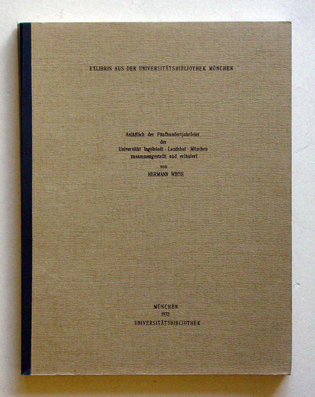 EXLIBRIS AUS DER UNIVERSITÄTSBIBLIOTHEK MÜNCHEN
Anläßlich der Fünfhundertjahrfeier
der
Universität Ingolstadt - Landshut - München
zusammengestellt und erläutert
von
HERMANN
MÜNCHEN
1972
UNIVERSITÄTSBIBLIOTHEK